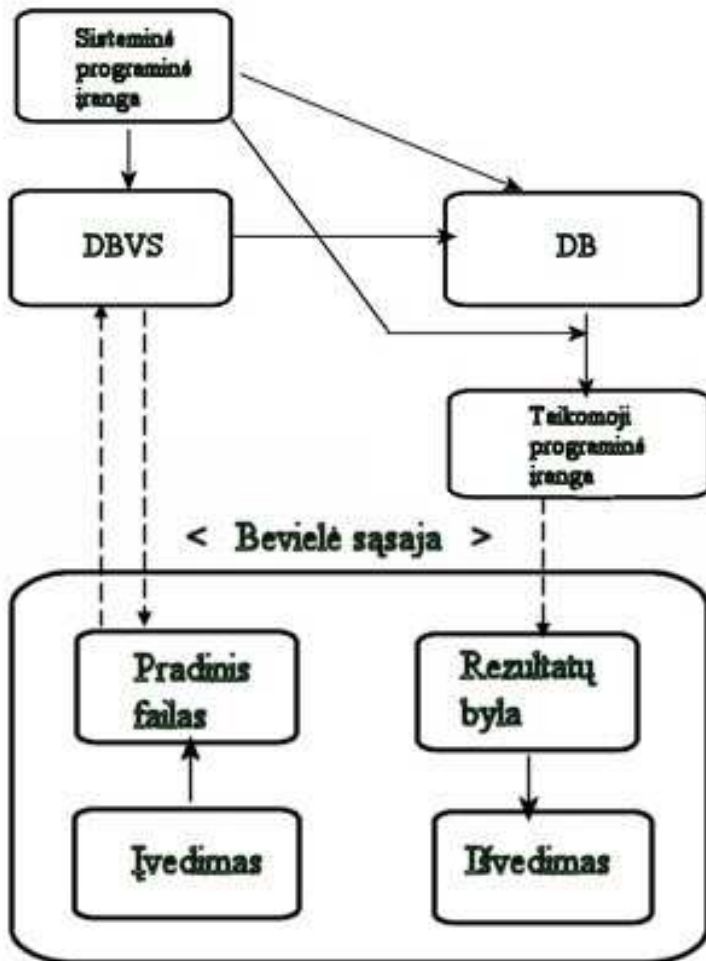 Sisteminė
programinė
įranga
DBVS
DB
Taikomoji
programinė
įranga
< Bevielė sąsaja >
Pradinis
failas
Rezultatų
byla
Įvedimas
Išvedimas